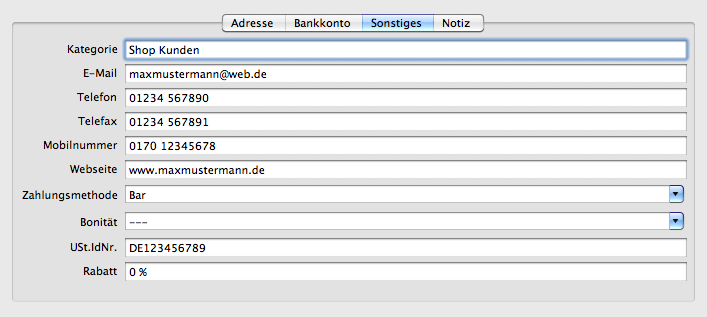 Adresse Bankkonto Sonstiges Notiz
Kategorie Shop Kunden
E-Mail maxmustermann@web.de
Telefon 01234 567890
Telefax 01234 567891
Mobilnummer 0170 12345678
Webseite www.maxmustermann.de
Zahlungsmethode Bar
Bonität ---
USt.IdNr. DE123456789
Rabatt 0 %